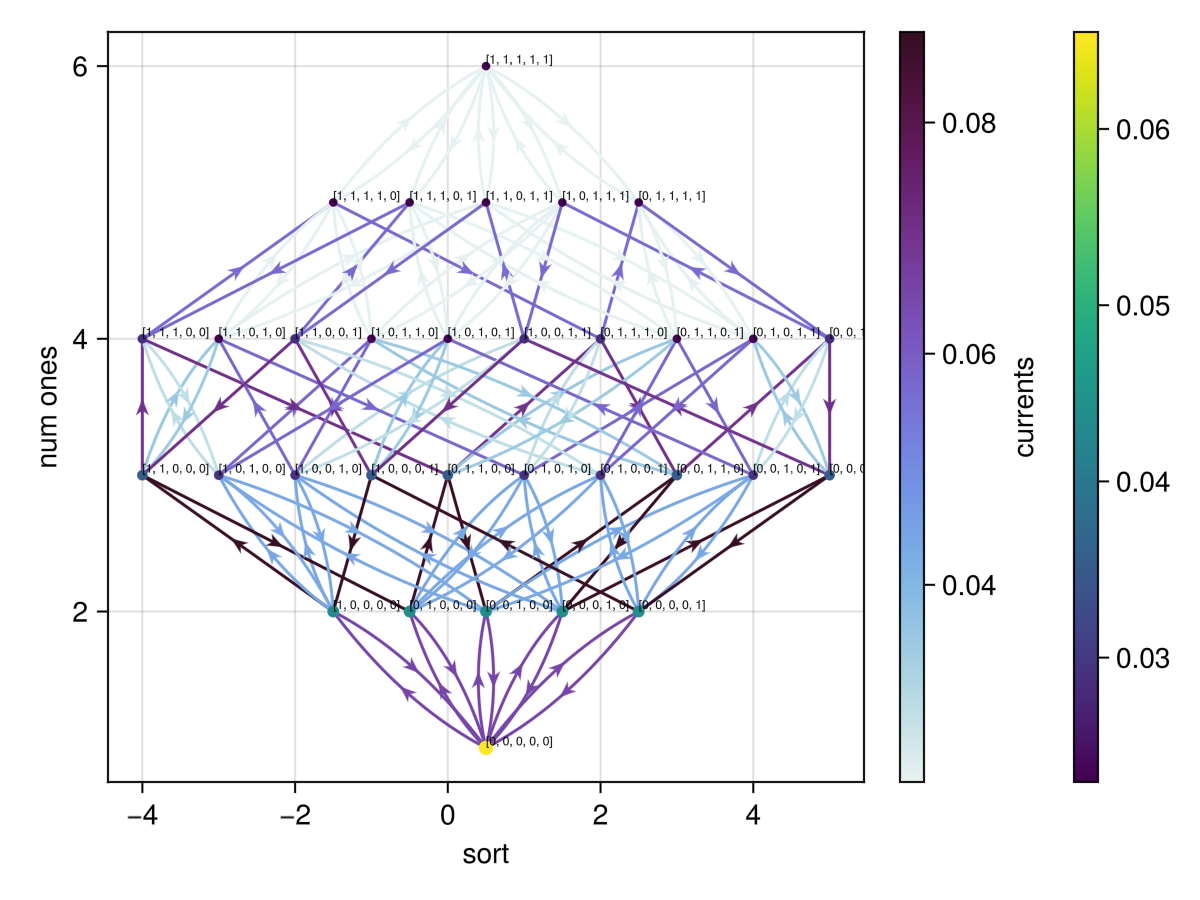 6
[1, 1, 1, 1, 1]
[1, 1, 1, 1, 0] [1, 1, 1, 0, 1] [1, 1, 0, 1, 1] [1, 0, 1, 1, 1] [0, 1, 1, 1, 1]
4
[1, 1, 1, 0, 0] [1, 1, 0, 1, 0] [1, 1, 0, 0, 1] [1, 0, 1, 1, 0] [1, 0, 1, 0, 1] [1, 0, 0, 1, 1] [0, 1, 1, 1, 0] [0, 1, 1, 0, 1] [0, 1, 0, 1, 1] [0, 0, 1
[1, 1, 0, 0, 0] [1, 0, 1, 0, 0] [1, 0, 0, 1, 0] [1, 0, 0, 0, 1] [0, 1, 1, 0, 0] [0, 1, 0, 1, 0] [0, 1, 0, 0, 1] [0, 0, 1, 1, 0] [0, 0, 1, 0, 1] [0, 0, 0
2
[1, 0, 0, 0, 0] [0, 1, 0, 0, 0] [0, 0, 1, 0, 0] [0, 0, 0, 1, 0] [0, 0, 0, 0, 1]
[0, 0, 0, 0, 0]
num ones
−4 −2 0 2 4
sort
0.08
0.06
0.04
currents
0.06
0.05
0.04
0.03